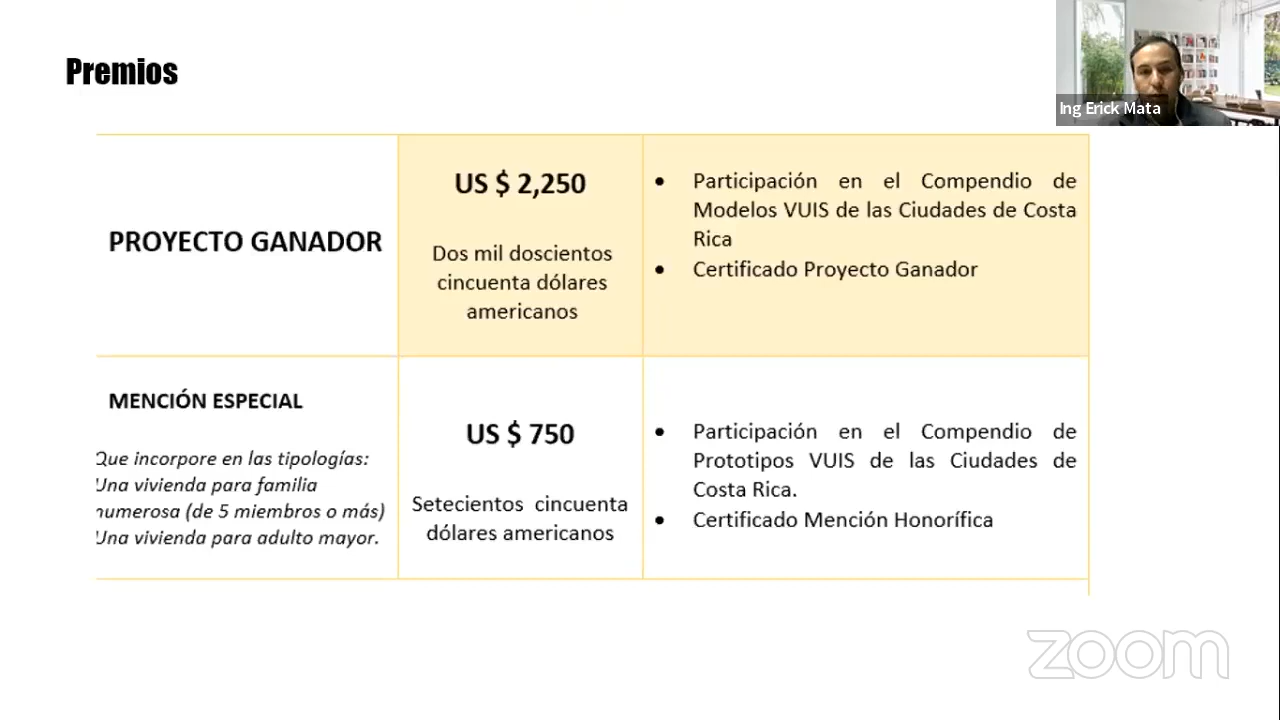 Premios
Ing Erick Mata
PROYECTO GANADOR
US $ 2,250
Dos mil doscientos
cincuenta dólares
americanos
• Participación en el Compendio de
Modelos VUIS de las Ciudades de Costa
Rica
• Certificado Proyecto Ganador
MENCIÓN ESPECIAL
Que incorpore en las tipologías:
Una vivienda para familia
numerosa (de 5 miembros o más)
Una vivienda para adulto mayor.
US $ 750
Setecientos cincuenta
dólares americanos
• Participación en el Compendio de
Prototipos VUIS de las Ciudades de
Costa Rica.
• Certificado Mención Honorífica
zoom